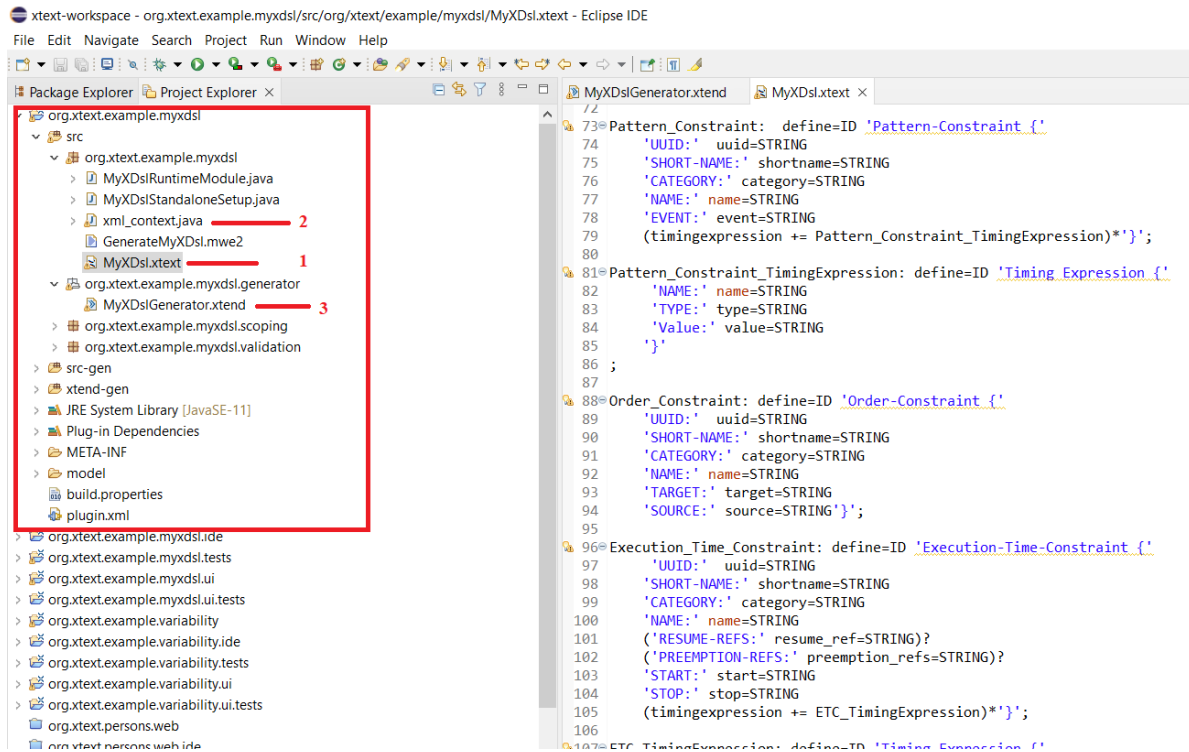 xtext-workspace - org.xtext.example.myxdsl/src/org/xtext/example/myxdsl/MyXDsl.xtext - Eclipse IDE
File Edit Navigate Search Project Run Window Help
Package Explorer Project Explorer MyXDslGenerator.xtend MyXDsl.xtext
org.xtext.example.myxdsl
src
org.xtext.example.myxdsl
MyXDslRuntimeModule.java
MyXDslStandaloneSetup.java
xml_context.java 2
GenerateMyXDsl.mwe2
MyXDsl.xtext 1
org.xtext.example.myxdsl.generator
MyXDslGenerator.xtend 3
org.xtext.example.myxdsl.scoping
org.xtext.example.myxdsl.validation
src-gen
xtend-gen
JRE System Library [JavaSE-11]
Plug-in Dependencies
META-INF
model
build.properties
plugin.xml
org.xtext.example.myxdsl.ide
org.xtext.example.myxdsl.tests
org.xtext.example.myxdsl.ui
org.xtext.example.myxdsl.ui.tests
org.xtext.example.variability
org.xtext.example.variability.ide
org.xtext.example.variability.tests
org.xtext.example.variability.ui
org.xtext.example.variability.ui.tests
org.xtext.persons.web
org.xtext.persons.web.ide
72
73 Pattern_Constraint:  define=ID 'Pattern-Constraint {'
74 'UUID:'  uuid=STRING
75 'SHORT-NAME:' shortname=STRING
76 'CATEGORY:' category=STRING
77 'NAME:' name=STRING
78 'EVENT:' event=STRING
79 (timingexpression += Pattern_Constraint_TimingExpression)*'}';
80
81 Pattern_Constraint_TimingExpression: define=ID 'Timing Expression {'
82 'NAME:' name=STRING
83 'TYPE:' type=STRING
84 'Value:' value=STRING
85 '}'
86 ;
87
88 Order_Constraint: define=ID 'Order-Constraint {'
89 'UUID:'  uuid=STRING
90 'SHORT-NAME:' shortname=STRING
91 'CATEGORY:' category=STRING
92 'NAME:' name=STRING
93 'TARGET:' target=STRING
94 'SOURCE:' source=STRING'}';
95
96 Execution_Time_Constraint: define=ID 'Execution-Time-Constraint {'
97 'UUID:'  uuid=STRING
98 'SHORT-NAME:' shortname=STRING
99 'CATEGORY:' category=STRING
100 'NAME:' name=STRING
101 ('RESUME-REFS:' resume_ref=STRING)?
102 ('PREEMPTION-REFS:' preemption_refs=STRING)?
103 'START:' start=STRING
104 'STOP:' stop=STRING
105 (timingexpression += ETC_TimingExpression)*'}';
106
107 ETC_TimingExpression: define=ID 'Timing Expression {'